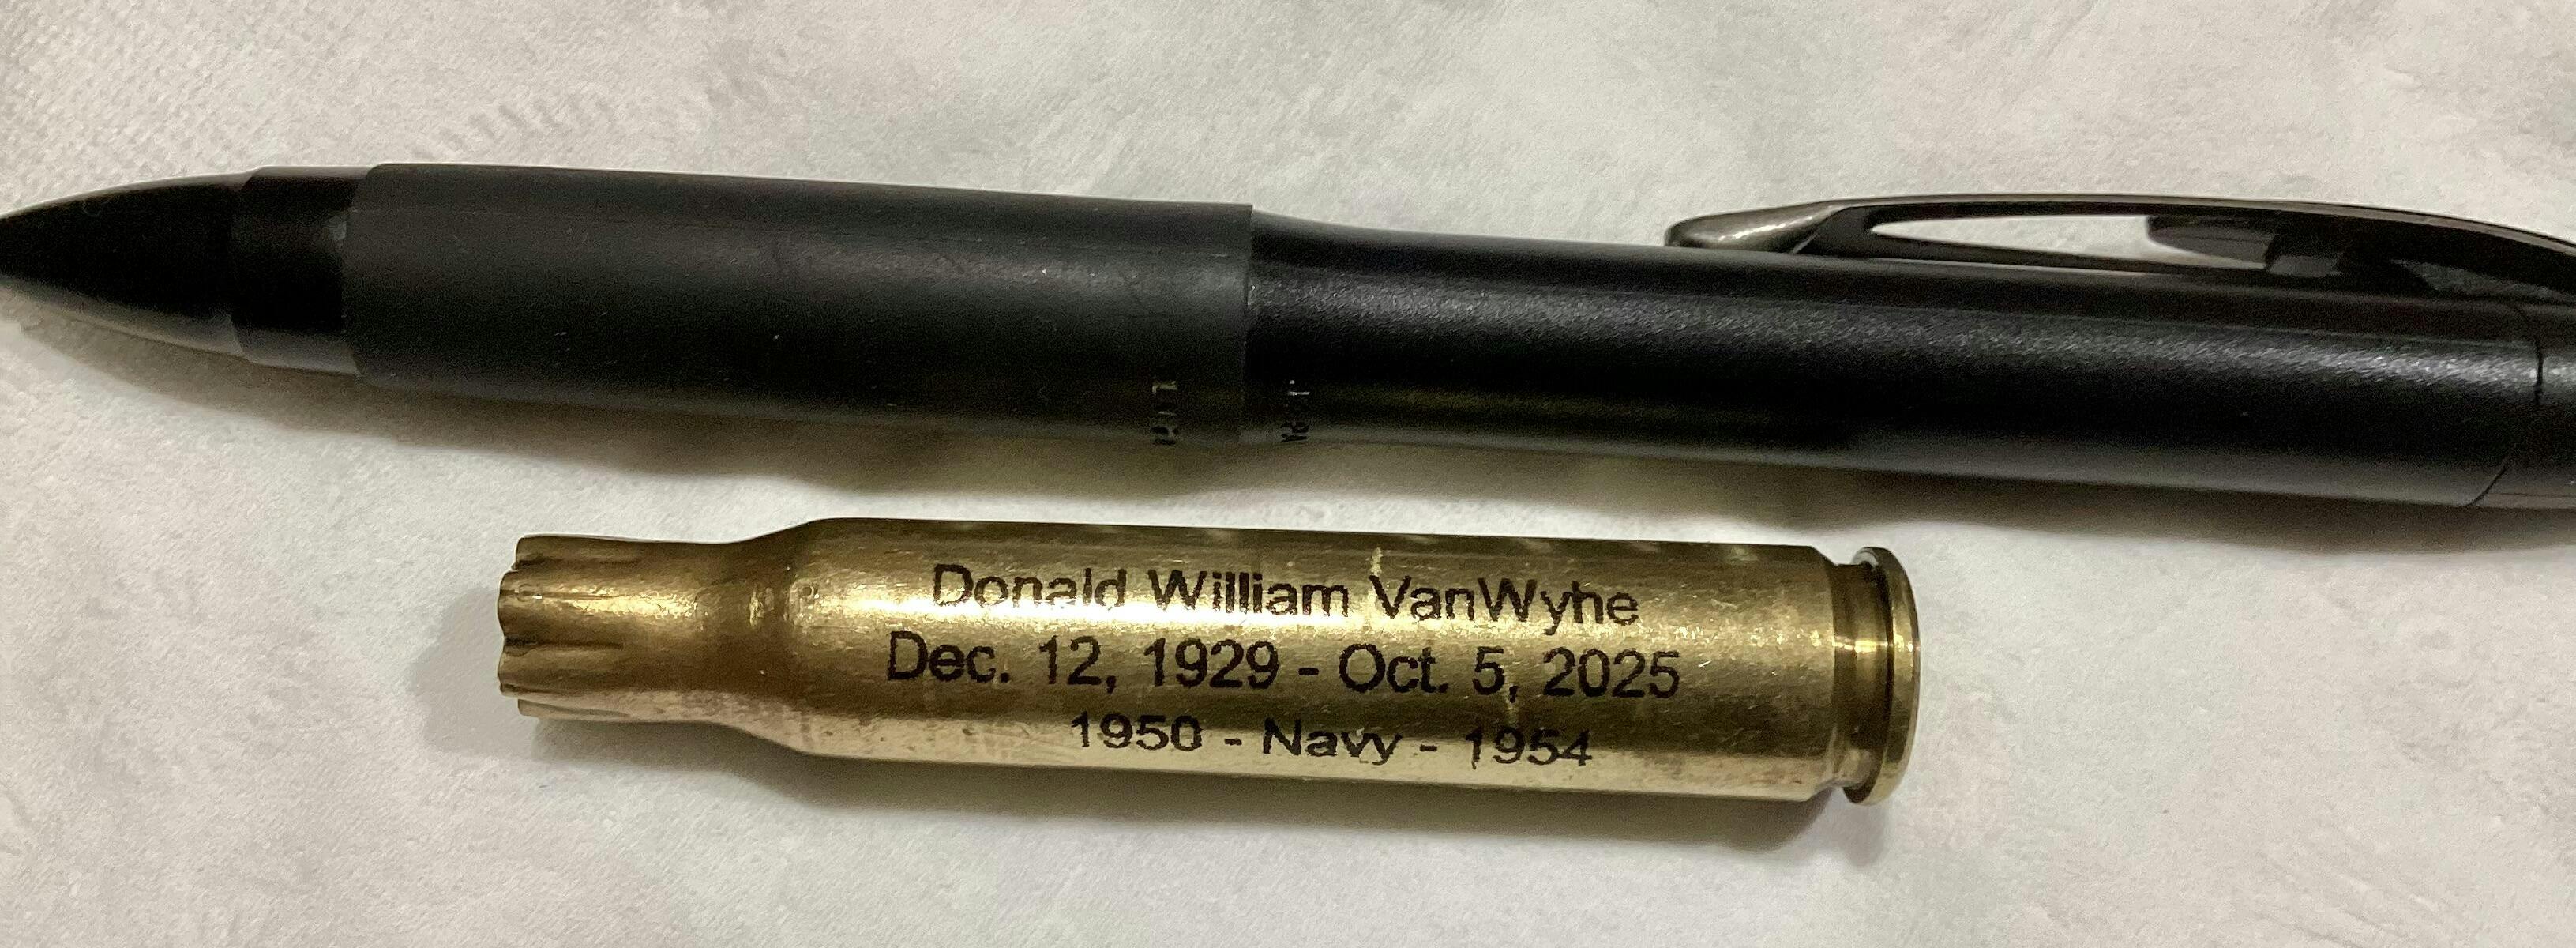 Donald William VanWyhe
Dec. 12, 1929 - Oct. 5, 2025
1950 - Navy - 1954